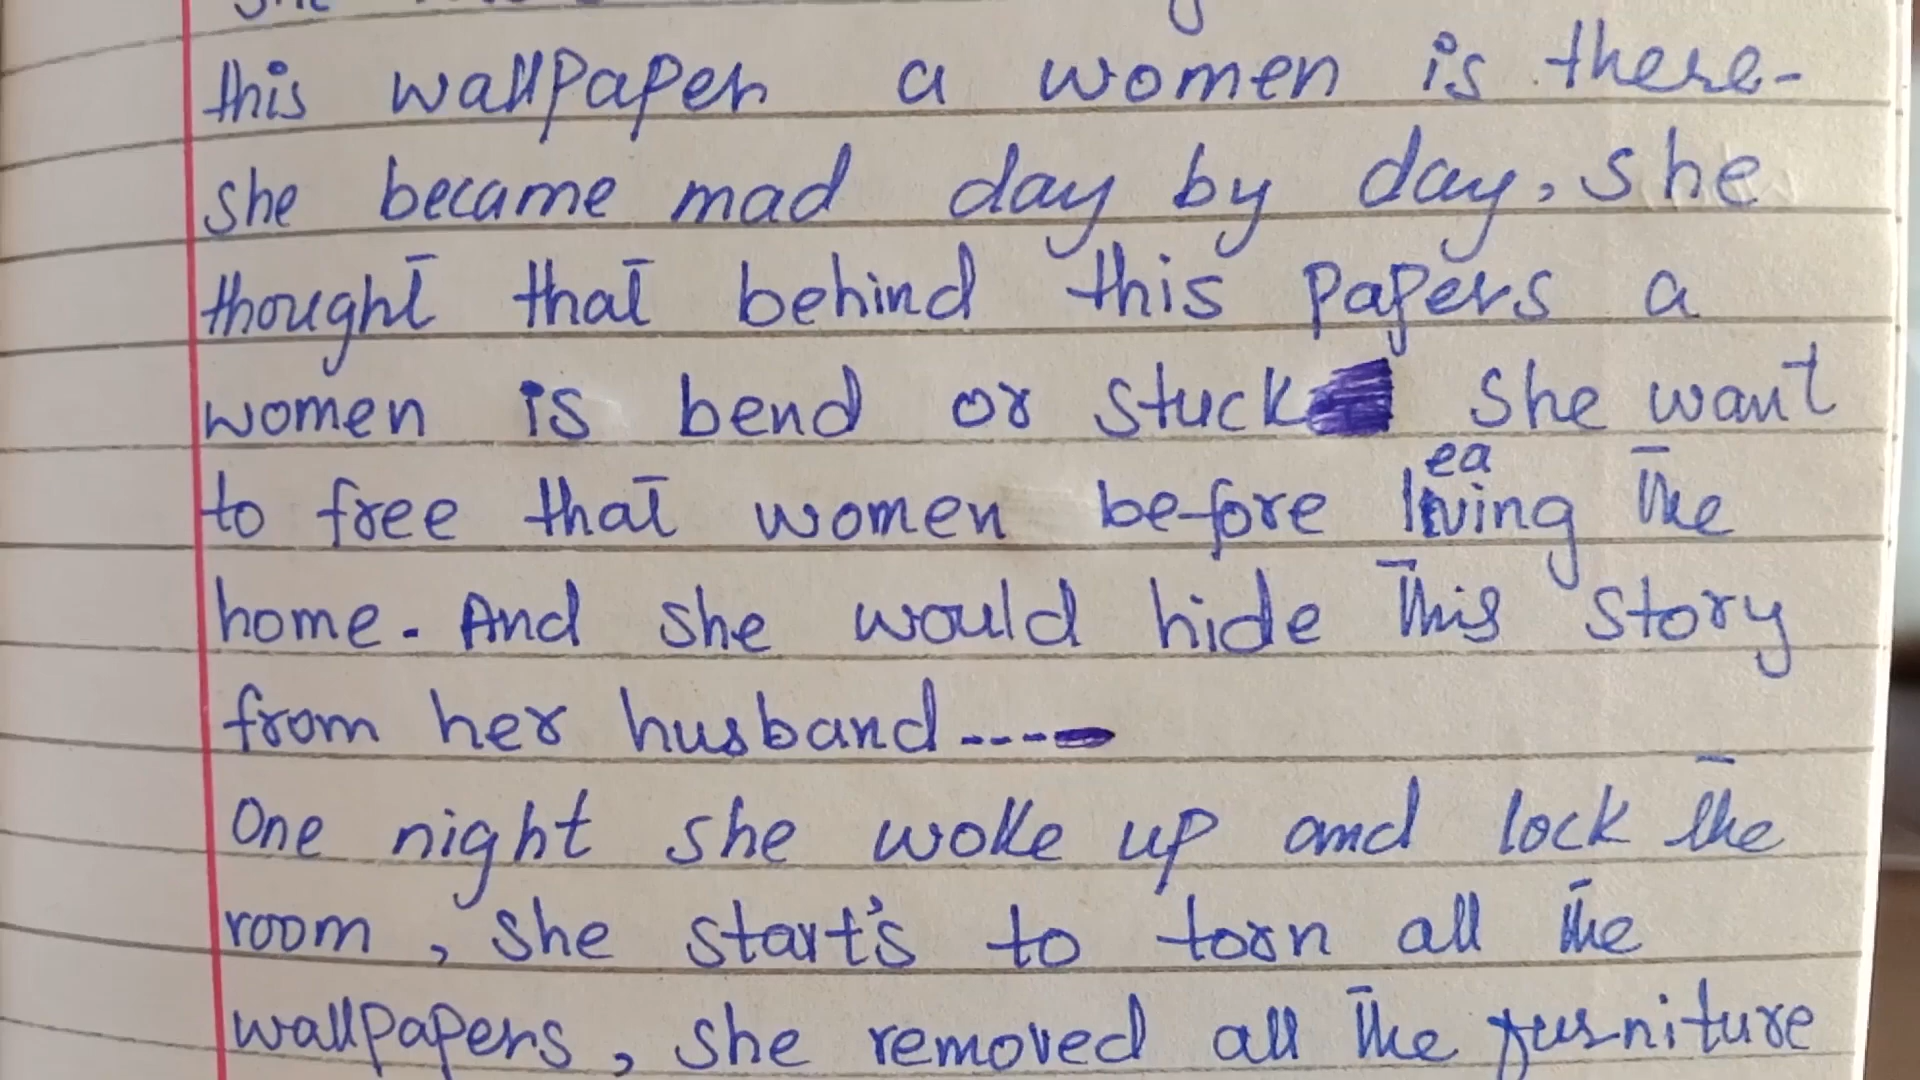 she
this wallpaper a women is there-
she became mad day by day, she
thought that behind this papers a
women is bend or stuck she want
to free that women before leaving the
home. And she would hide this story
from her husband----
One night she woke up and lock the
room, she start's to torn all the
wallpapers, she removed all the furniture